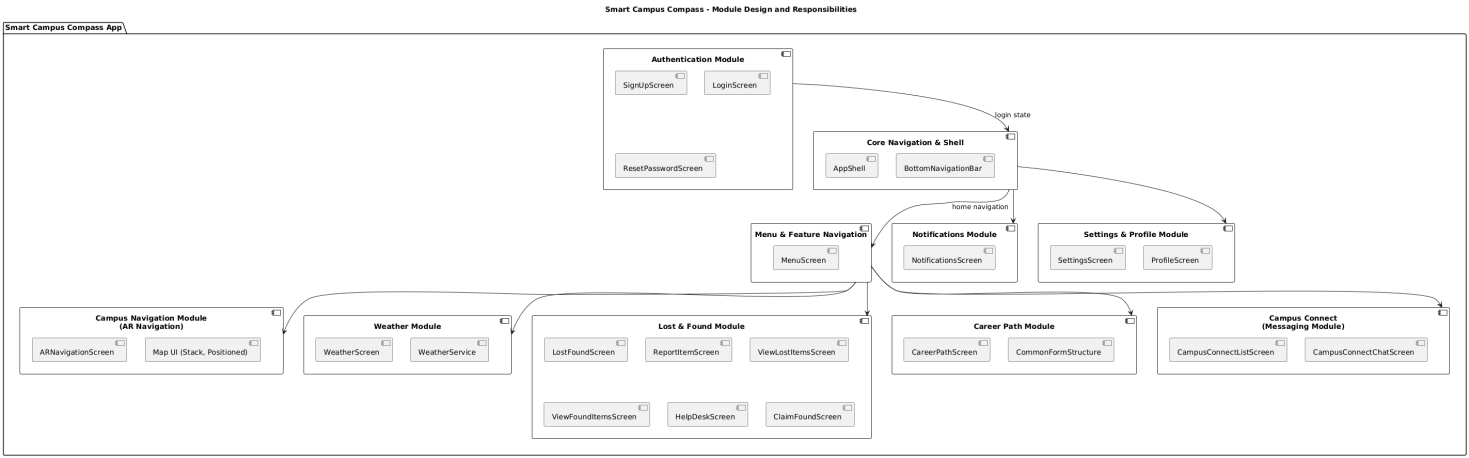 Smart Campus Compass - Module Design and Responsibilities
Smart Campus Compass App
Authentication Module
SignUpScreen
LoginScreen
ResetPasswordScreen
login state
Core Navigation & Shell
AppShell
BottomNavigationBar
home navigation
Menu & Feature Navigation
MenuScreen
Notifications Module
NotificationsScreen
Settings & Profile Module
SettingsScreen
ProfileScreen
Campus Navigation Module
(AR Navigation)
ARNavigationScreen
Map UI (Stack, Positioned)
Weather Module
WeatherScreen
WeatherService
Lost & Found Module
LostFoundScreen
ReportItemScreen
ViewLostItemsScreen
ViewFoundItemsScreen
HelpDeskScreen
ClaimFoundScreen
Career Path Module
CareerPathScreen
CommonFormStructure
Campus Connect
(Messaging Module)
CampusConnectListScreen
CampusConnectChatScreen